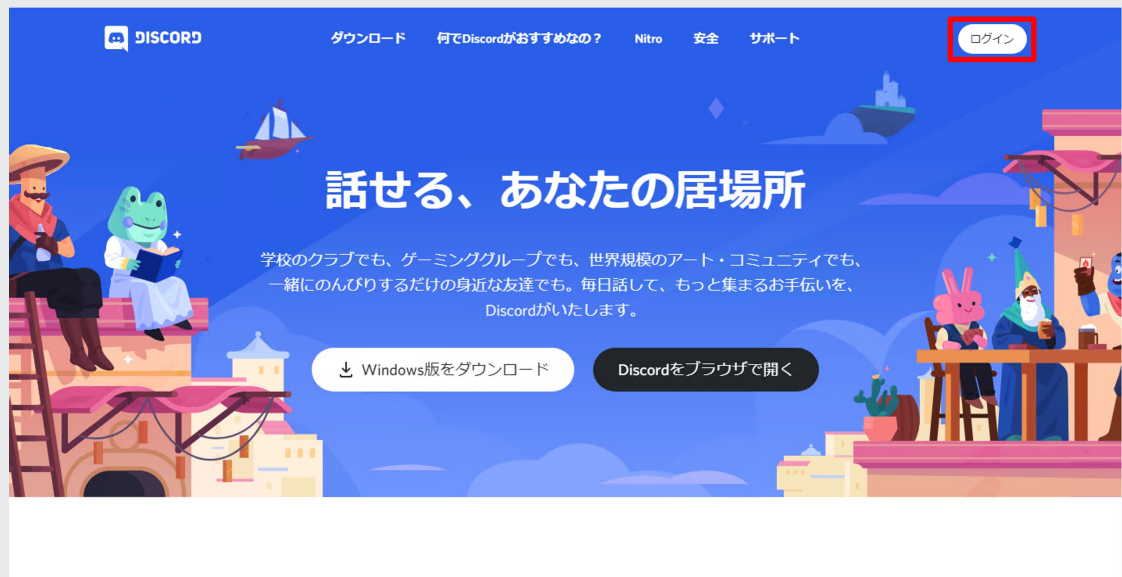 DISCORD
ダウンロード 何でDiscordがおすすめなの？ Nitro 安全 サポート
ログイン
話せる、あなたの居場所
学校のクラブでも、ゲーミンググループでも、世界規模のアート・コミュニティでも、
一緒にのんびりするだけの身近な友達でも。毎日話して、もっと集まるお手伝いを、
Discordがいたします。
Windows版をダウンロード
Discordをブラウザで開く